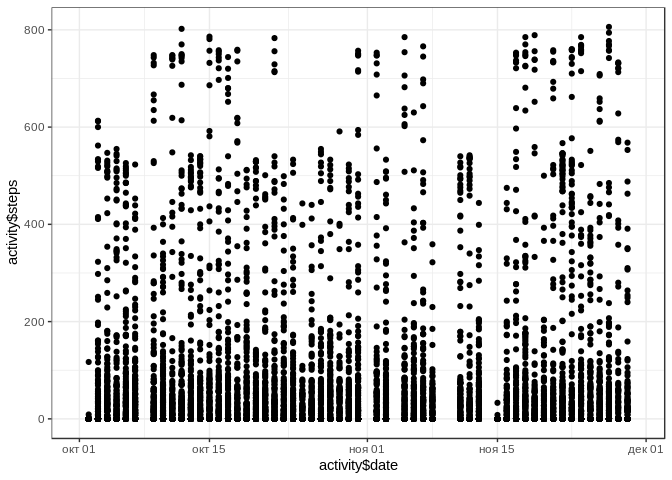 800
600
400
200
0
activity$steps
окт 01
окт 15
ноя 01
ноя 15
дек 01
activity$date